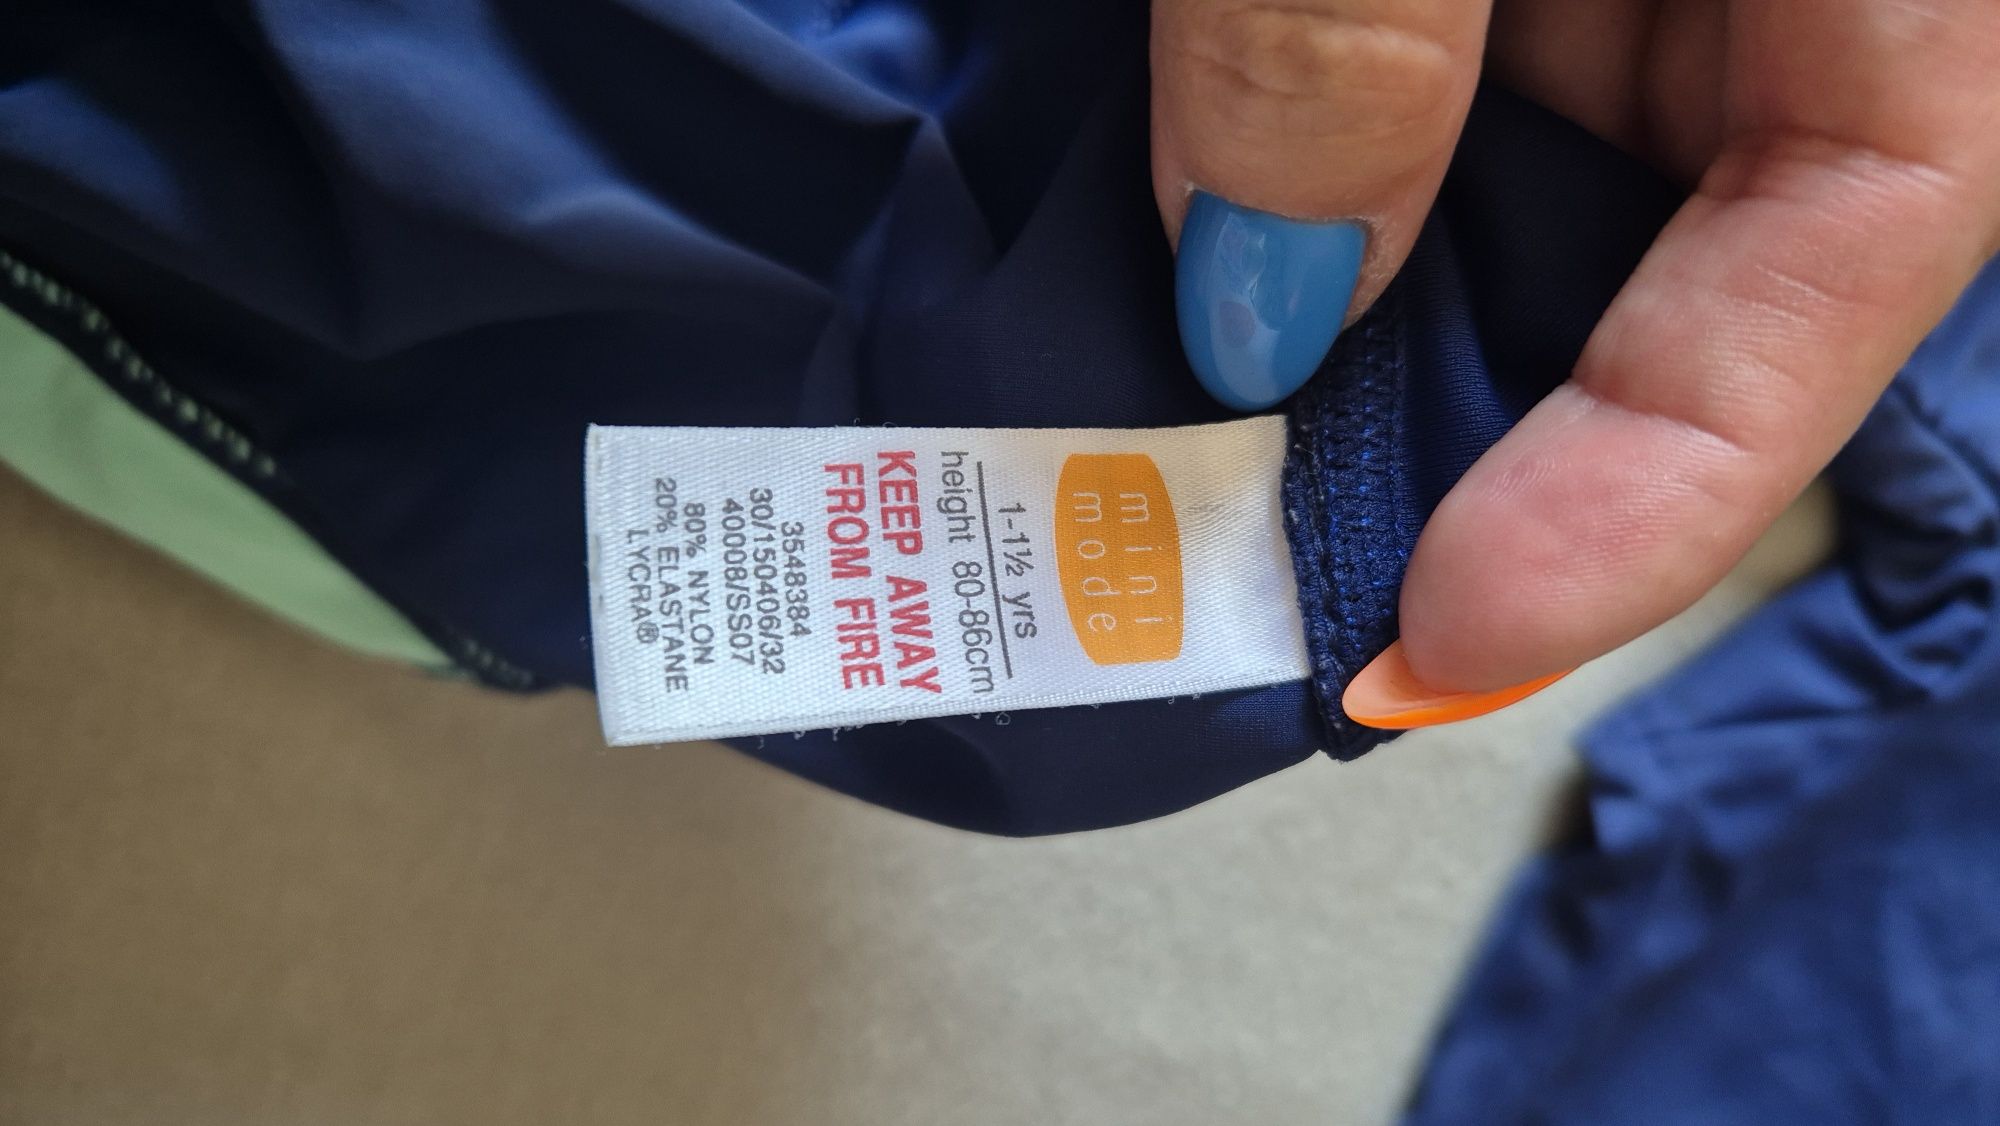 mini
mode
1-1½ yrs
height 80-86cm
KEEP AWAY
FROM FIRE
3548384
30/150406/32
40008/SS07
80% NYLON
20% ELASTANE
LYCRA®